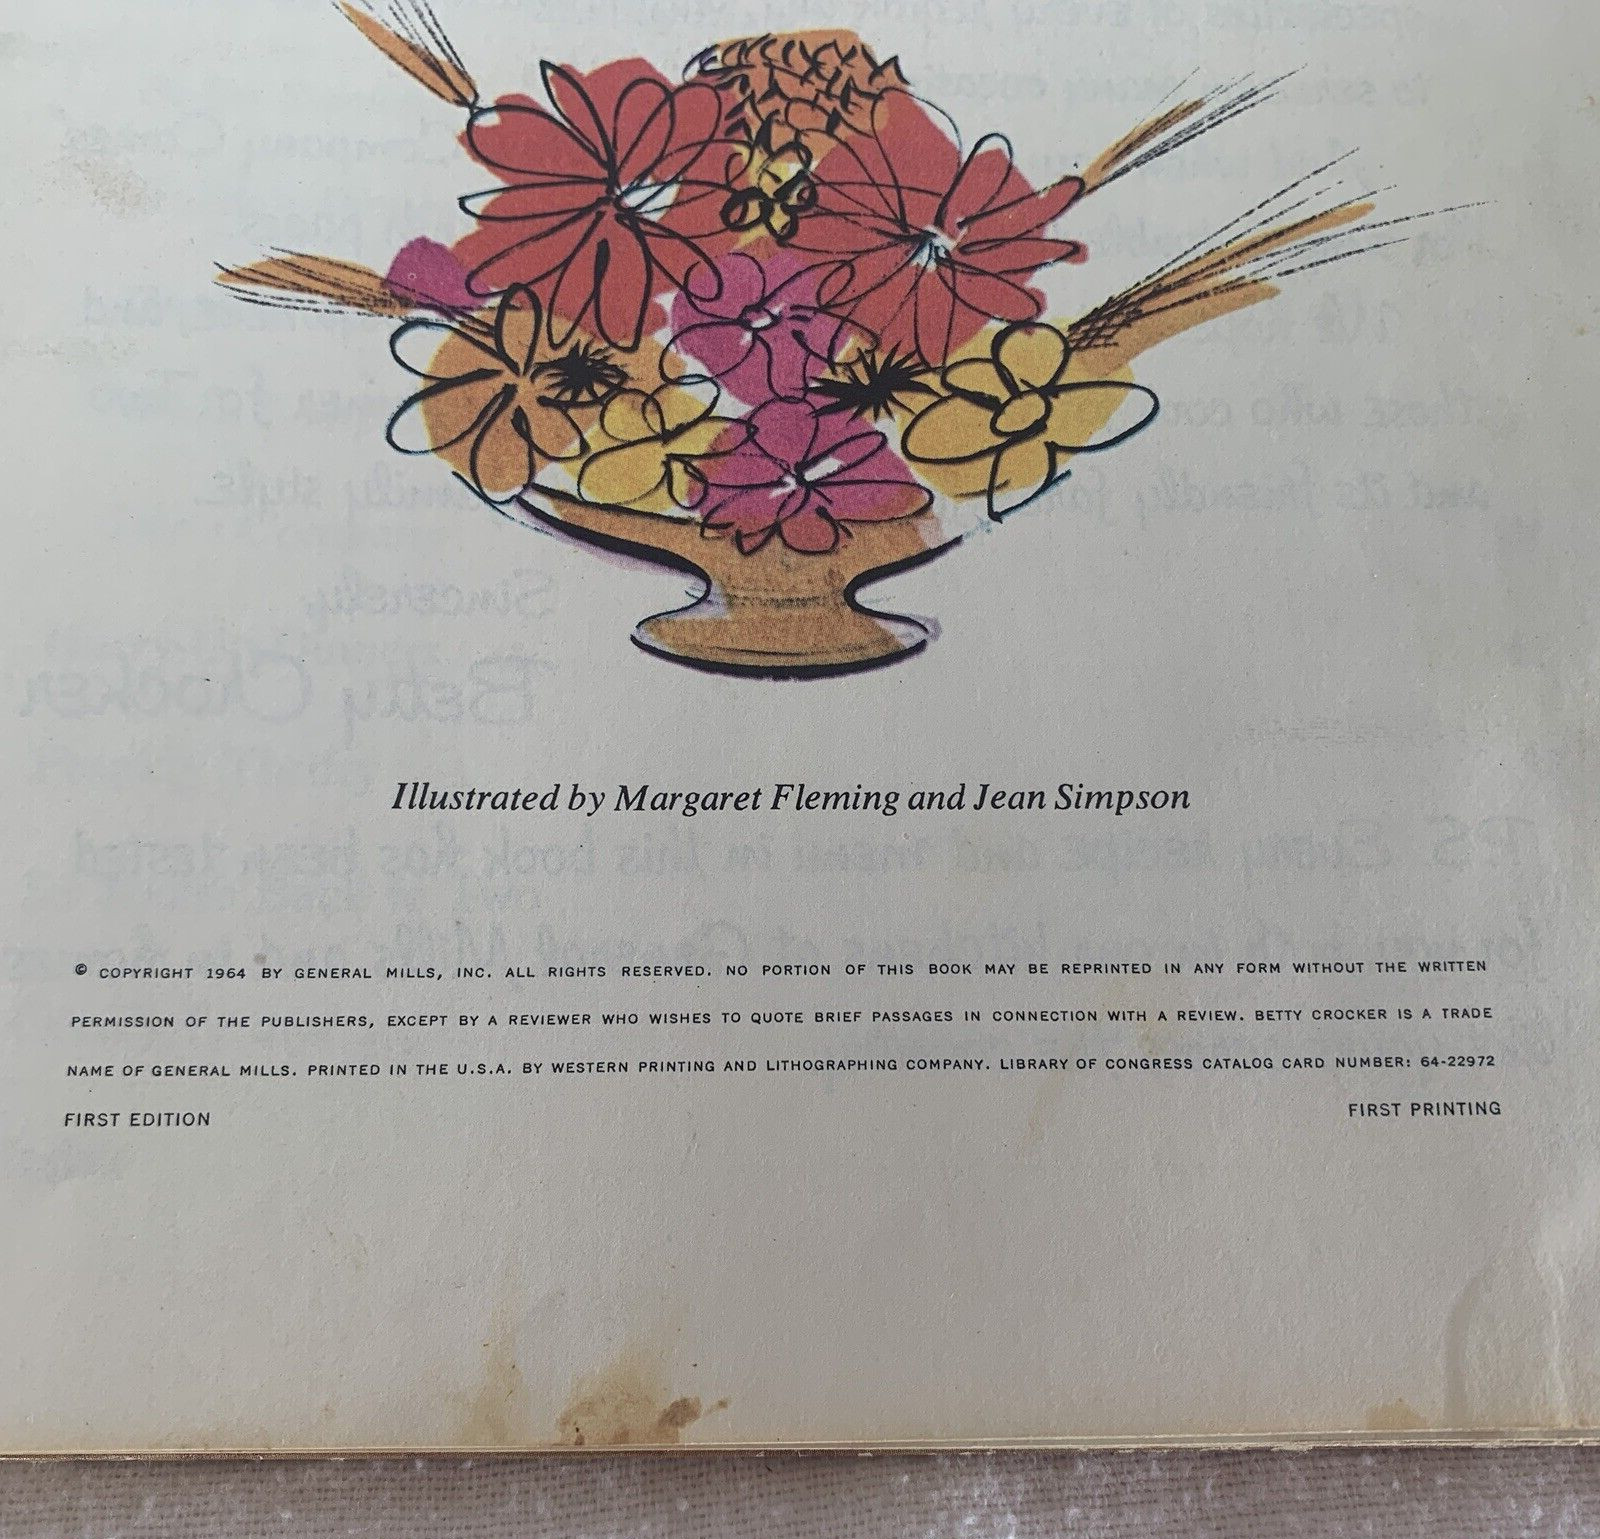 Illustrated by Margaret Fleming and Jean Simpson
© COPYRIGHT 1964 BY GENERAL MILLS, INC. ALL RIGHTS RESERVED. NO PORTION OF THIS BOOK MAY BE REPRINTED IN ANY FORM WITHOUT THE WRITTEN
PERMISSION OF THE PUBLISHERS, EXCEPT BY A REVIEWER WHO WISHES TO QUOTE BRIEF PASSAGES IN CONNECTION WITH A REVIEW. BETTY CROCKER IS A TRADE
NAME OF GENERAL MILLS. PRINTED IN THE U.S.A. BY WESTERN PRINTING AND LITHOGRAPHING COMPANY. LIBRARY OF CONGRESS CATALOG CARD NUMBER: 64-22972
FIRST EDITION FIRST PRINTING